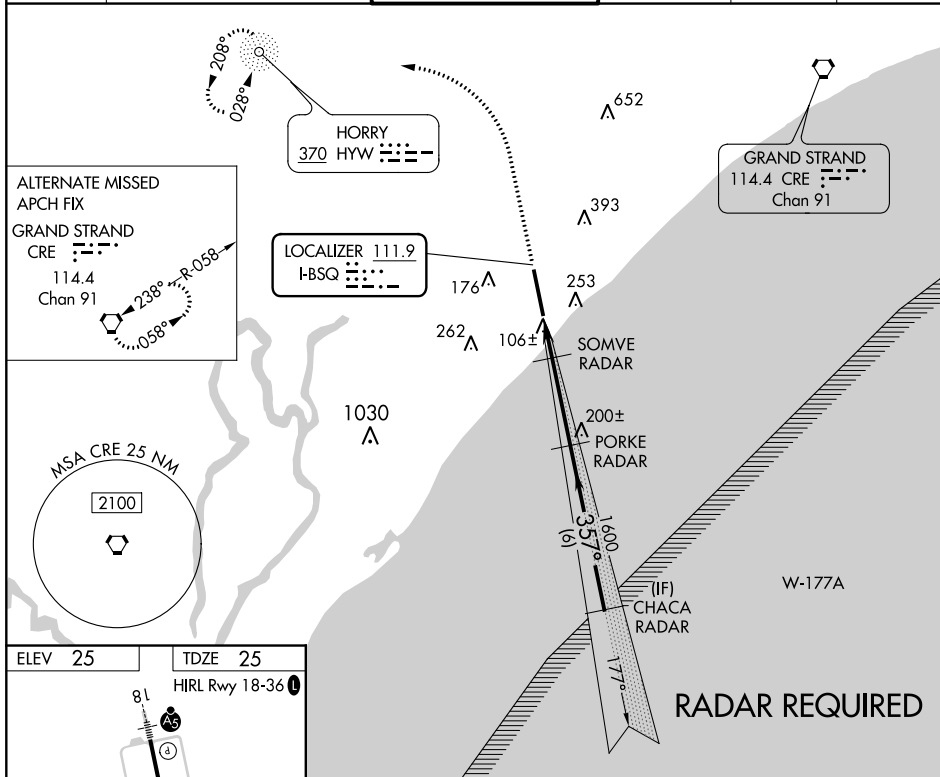 208°
028°
HORRY
370 HYW
652
GRAND STRAND
114.4 CRE
Chan 91
ALTERNATE MISSED
APCH FIX
GRAND STRAND
CRE
114.4
Chan 91
R-058
238°
058°
393
LOCALIZER 111.9
I-BSQ
176
253
262
106±
SOMVE
RADAR
1030
200±
PORKE
RADAR
MSA CRE 25 NM
2100
357°
1600
(6)
(IF)
CHACA
RADAR
W-177A
177°
RADAR REQUIRED
ELEV 25
TDZE 25
HIRL Rwy 18-36 L
18
A5
P